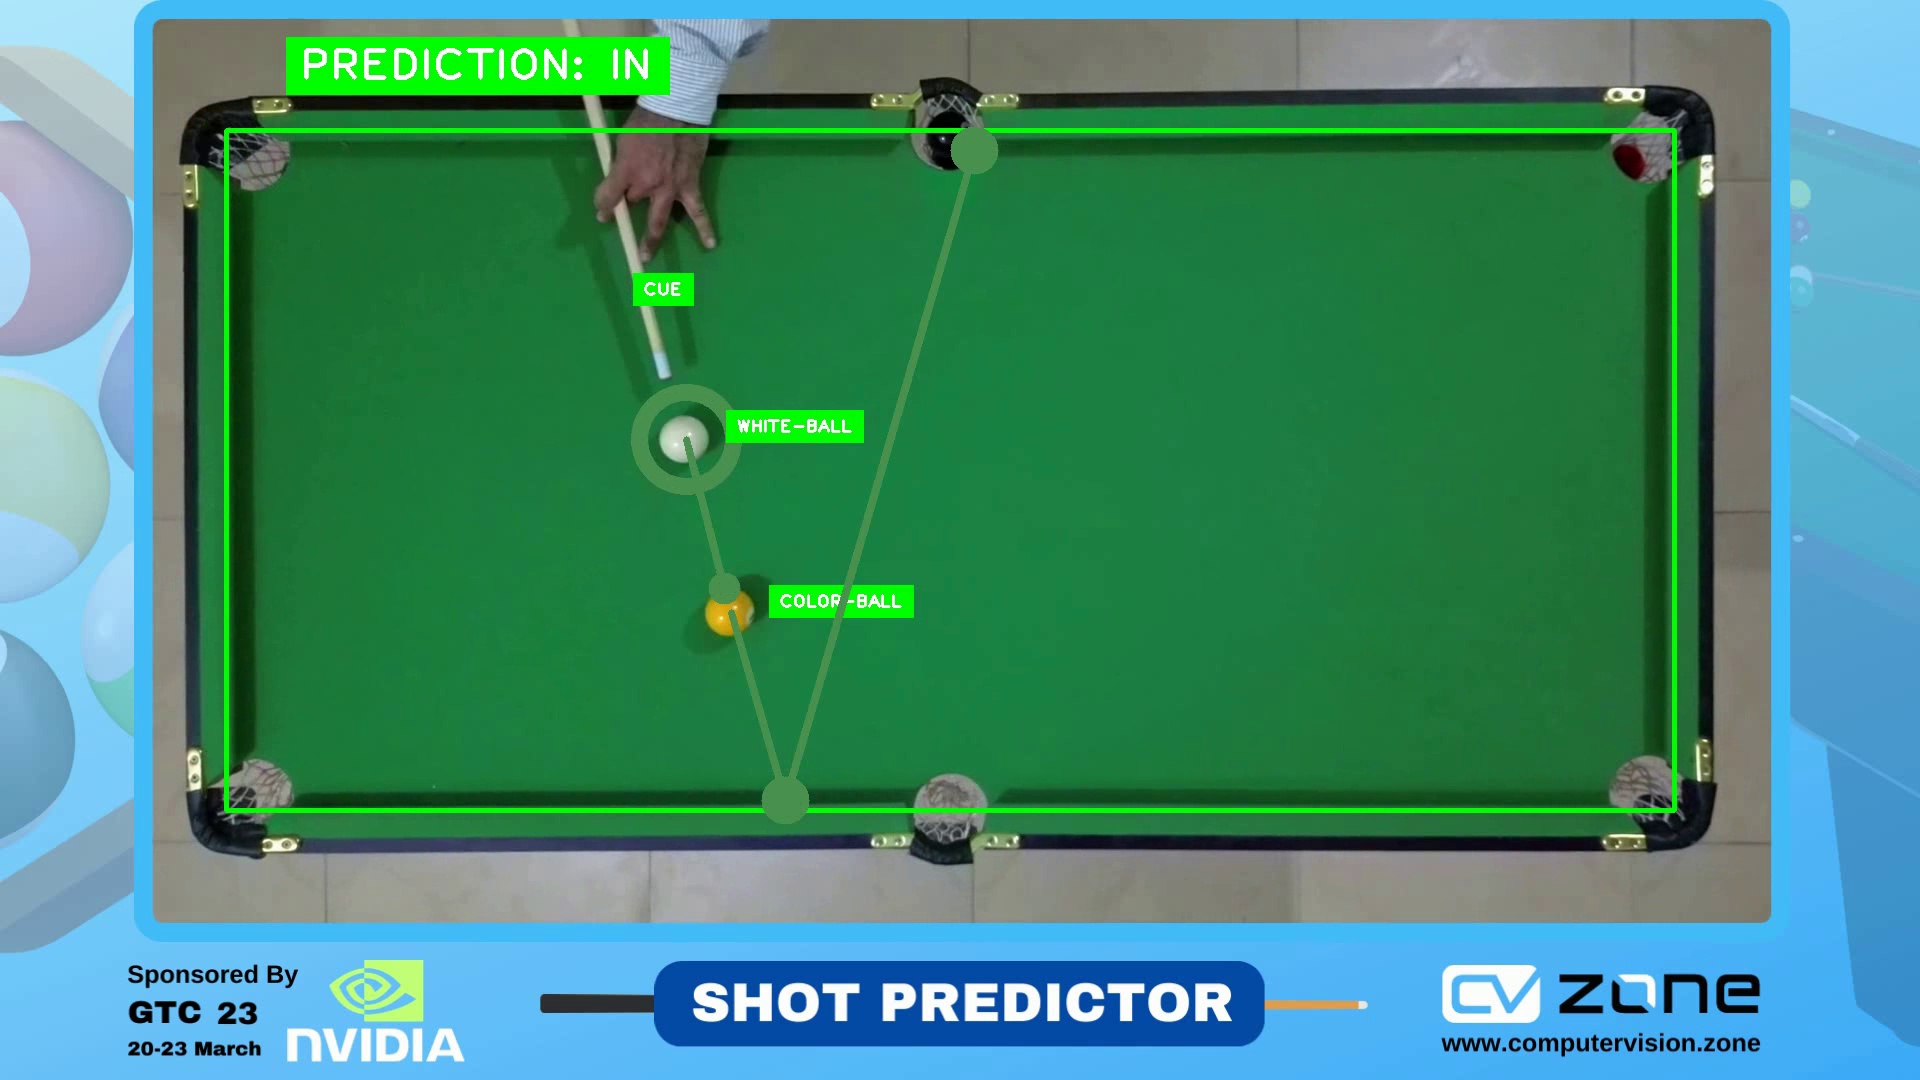 PREDICTION: IN
CUE
WHITE-BALL
COLOR-BALL
Sponsored By
GTC 23
20-23 March
NVIDIA
SHOT PREDICTOR
CV ZONE
www.computervision.zone